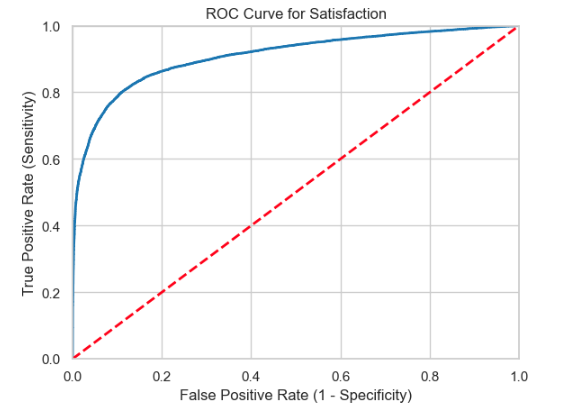 ROC Curve for Satisfaction
1.0
0.8
0.6
0.4
0.2
0.0
True Positive Rate (Sensitivity)
0.0 0.2 0.4 0.6 0.8 1.0
False Positive Rate (1 - Specificity)